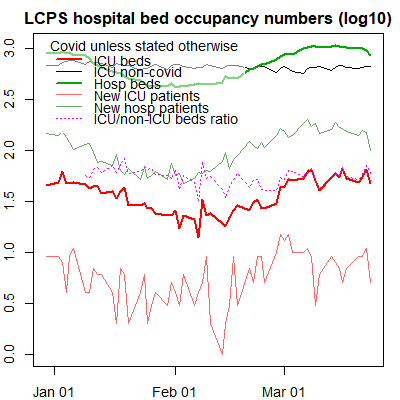 LCPS hospital bed occupancy numbers (log10)
Covid unless stated otherwise
ICU beds
ICU non-covid
Hosp beds
New ICU patients
New hosp patients
ICU/non-ICU beds ratio
3.0
2.5
2.0
1.5
1.0
0.5
0.0
Jan 01 Feb 01 Mar 01